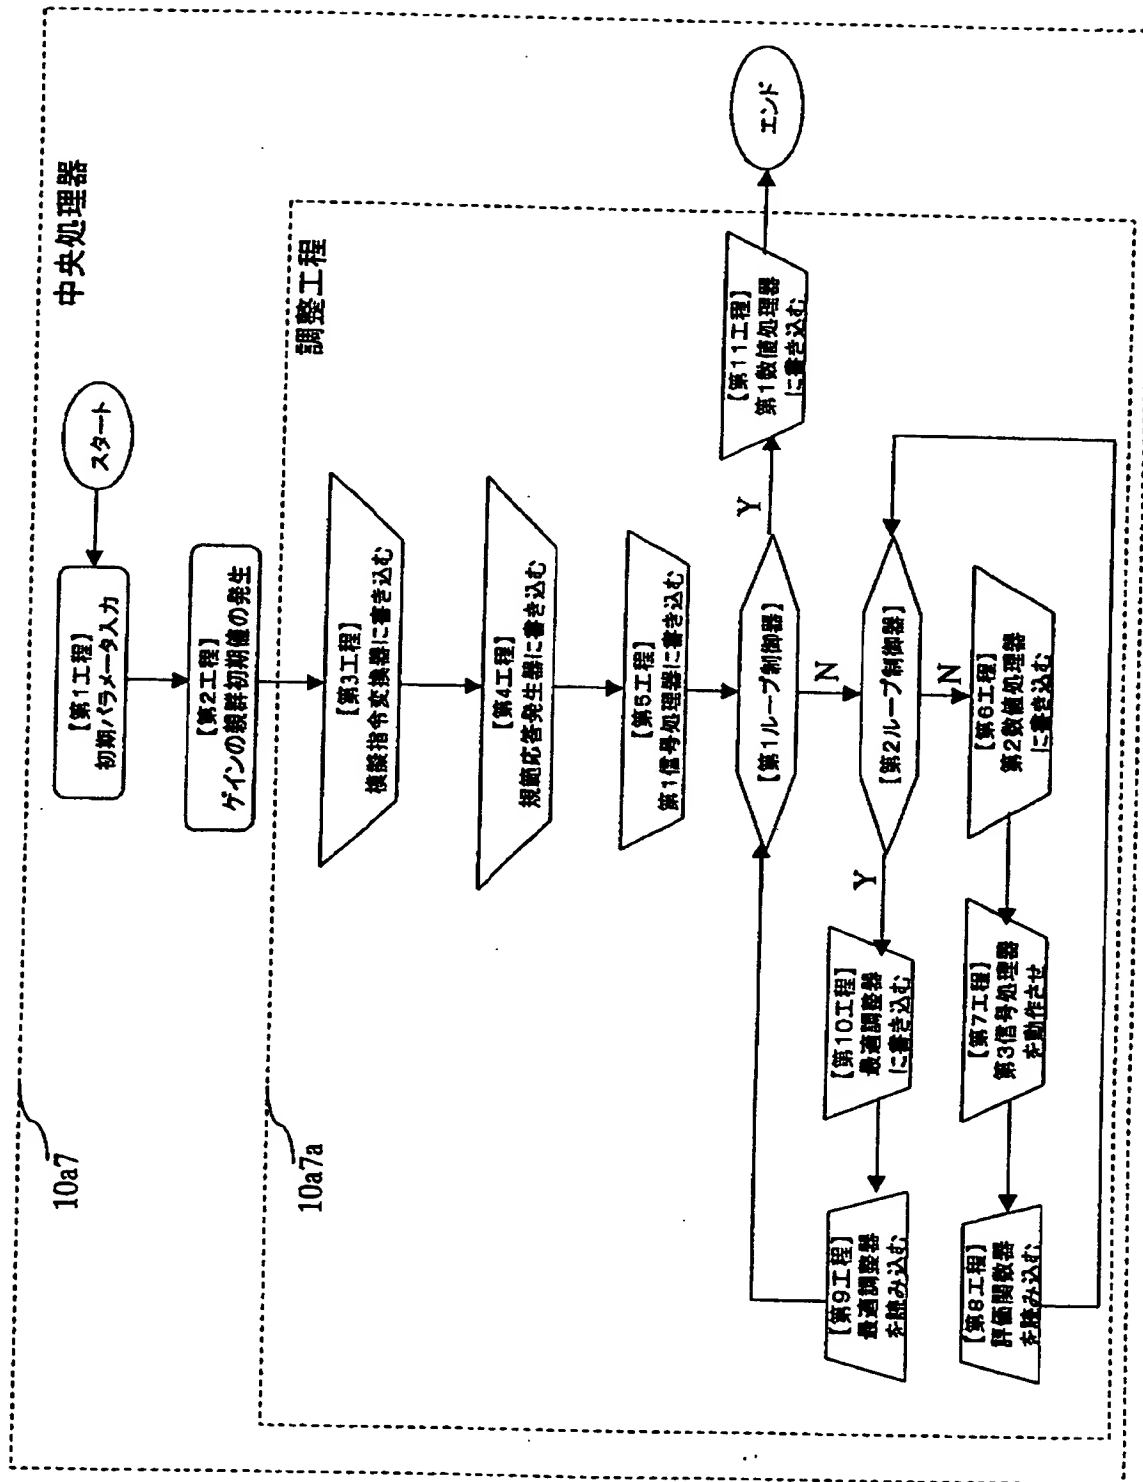 中央処理器
スタート
【第1工程】
初期パラメータ入力
【第2工程】
ゲインの親群初期値の発生
調整工程
【第3工程】
模擬指令変換器に書き込む
【第4工程】
規範応答発生器に書き込む
【第5工程】
第1信号処理器に書き込む
【第1ループ制御器】
Y
【第11工程】
第1数値処理器
に書き込む
エンド
N
【第2ループ制御器】
Y
【第10工程】
最適調整器
に書き込む
【第9工程】
最適調整器
を読み込む
N
【第6工程】
第2数値処理器
に書き込む
【第7工程】
第3信号処理器
を動作させ
【第8工程】
評価関数器
を読み込む
10a7
10a7a